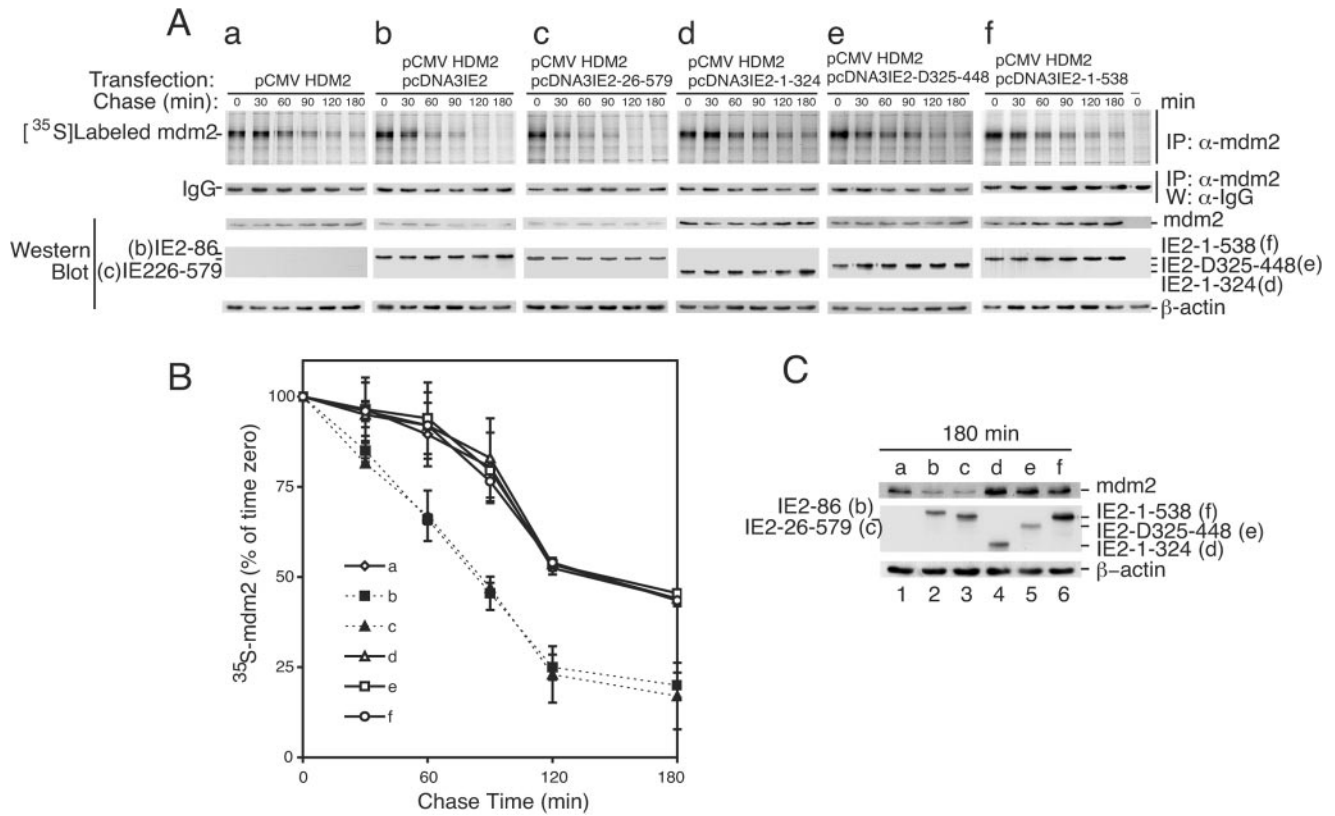 A
a b c d e f
pCMV HDM2 pCMV HDM2 pCMV HDM2 pCMV HDM2 pCMV HDM2 pCMV HDM2
Transfection: pcDNA3IE2 pcDNA3IE2-26-579 pcDNA3IE2-1-324 pcDNA3IE2-D325-448 pcDNA3IE2-1-538 –
Chase (min): 0 30 60 90 120 180 0 30 60 90 120 180 0 30 60 90 120 180 0 30 60 90 120 180 0 30 60 90 120 180 0 30 60 90 120 180 0 min
[35S]Labeled mdm2- IP: α-mdm2
IgG- IP: α-mdm2
W: α-IgG
-mdm2
Western Blot
(b)IE2-86 IE2-1-538 (f)
(c)IE226-579 IE2-D325-448(e)
IE2-1-324 (d)
-β-actin
B
35S-mdm2 (% of time zero)
100
75
50
25
0
0 60 120 180
Chase Time (min)
a
b
c
d
e
f
C
180 min
a b c d e f
mdm2
IE2-86 (b) IE2-1-538 (f)
IE2-26-579 (c) IE2-D325-448 (e)
IE2-1-324 (d)
β-actin
1 2 3 4 5 6